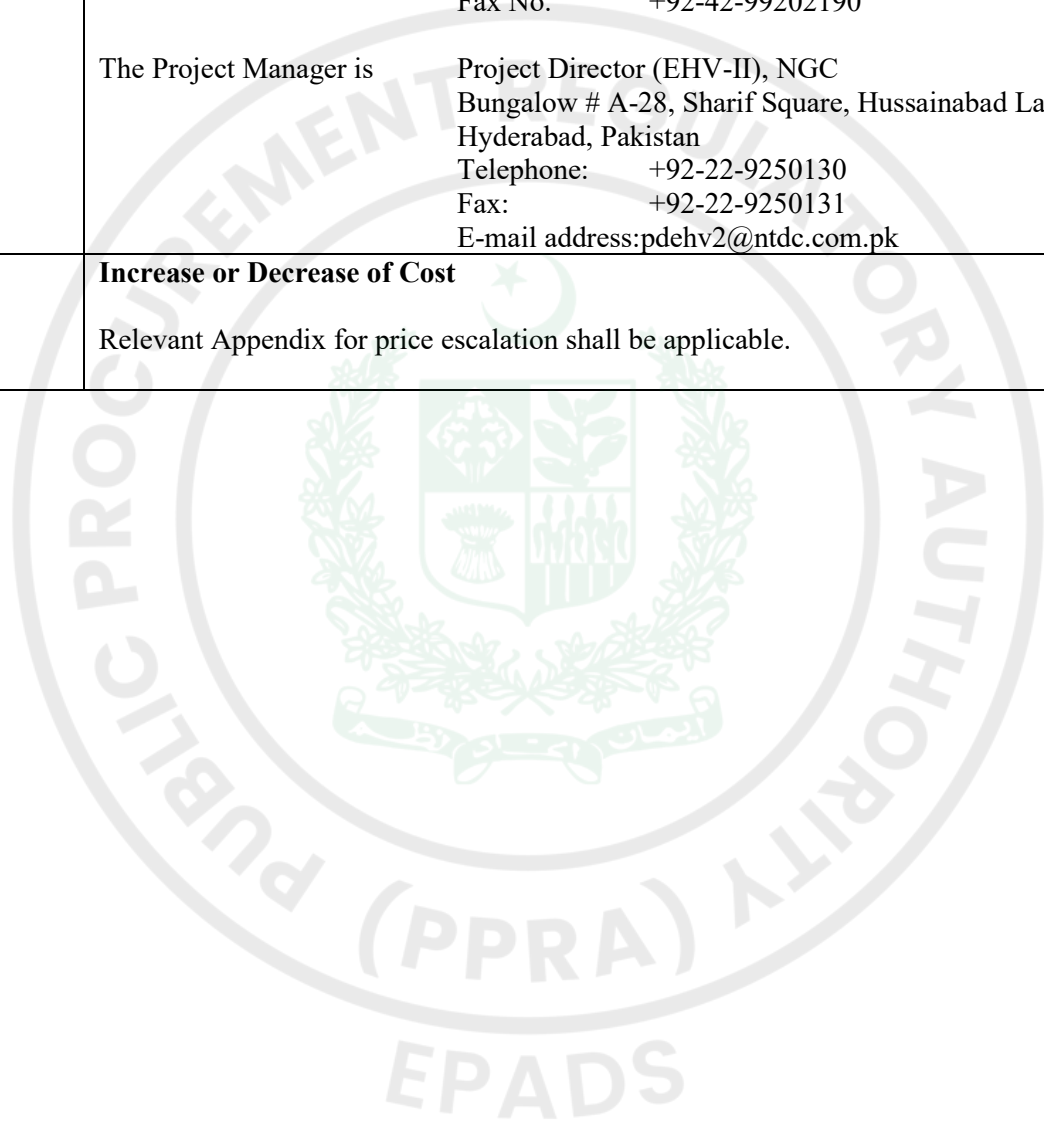 Fax No. +92-42-99202190
The Project Manager is Project Director (EHV-II), NGC
Bungalow # A-28, Sharif Square, Hussainabad La
Hyderabad, Pakistan
Telephone: +92-22-9250130
Fax: +92-22-9250131
E-mail address:pdehv2@ntdc.com.pk
Increase or Decrease of Cost
Relevant Appendix for price escalation shall be applicable.
PUBLIC PROCUREMENT REGULATORY AUTHORITY
(PPRA)
EPADS